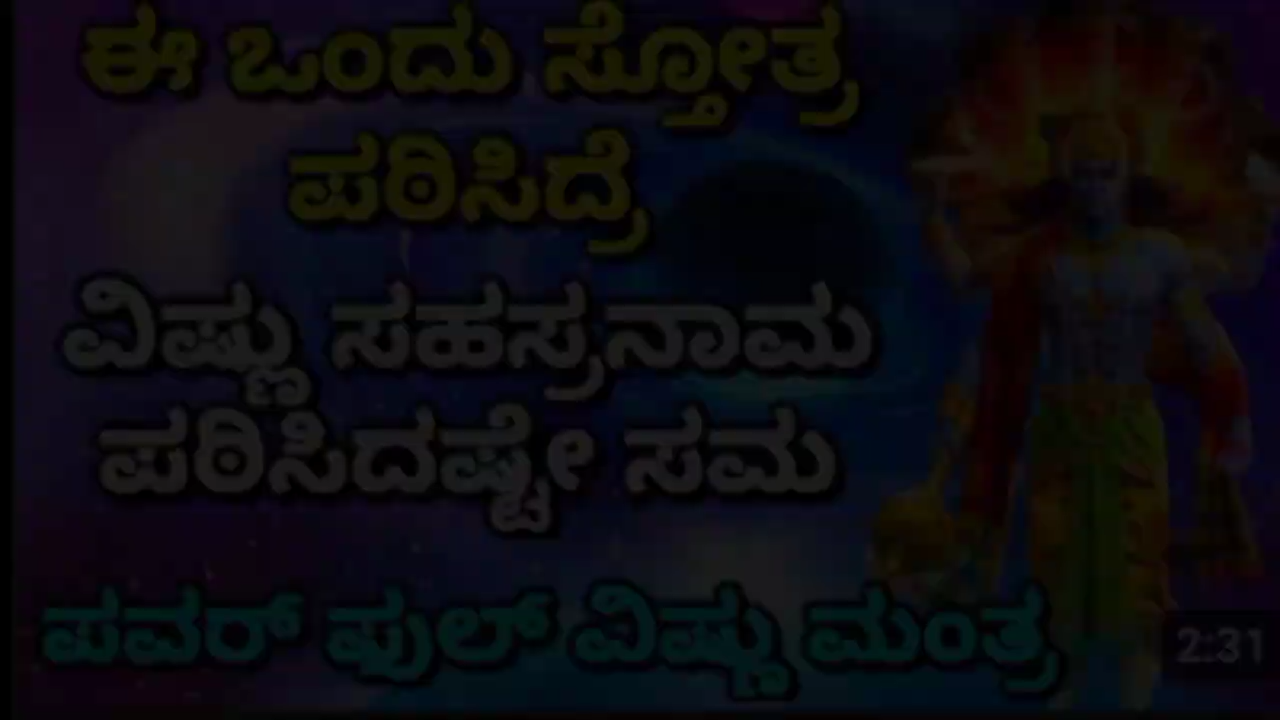 ಈ ಒಂದು ಸ್ತೋತ್ರ
ಪಠಿಸಿದ್ರೆ
ವಿಷ್ಣು ಸಹಸ್ರನಾಮ
ಪಠಿಸಿದಷ್ಟೇ ಸಮ
ಪವರ್ ಫುಲ್ ವಿಷ್ಣು ಮಂತ್ರ
2:31